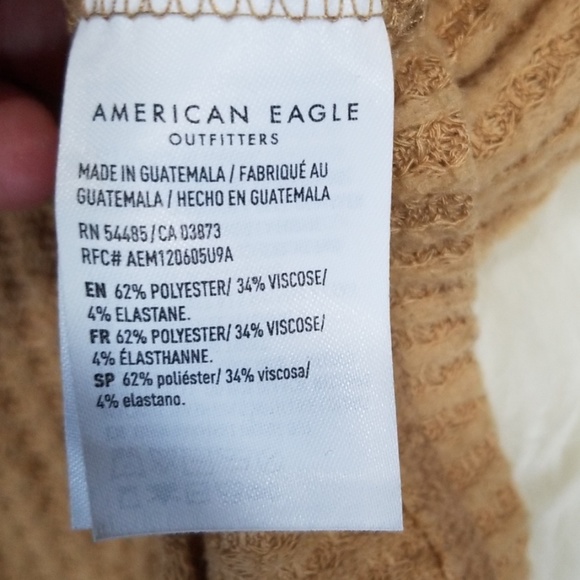 AMERICAN EAGLE
OUTFITTERS
MADE IN GUATEMALA / FABRIQUÉ AU
GUATEMALA / HECHO EN GUATEMALA
RN 54485/CA 03873
RFC# AEM120605U9A
EN 62% POLYESTER/ 34% VISCOSE/
4% ELASTANE.
FR 62% POLYESTER/ 34% VISCOSE/
4% ÉLASTHANNE.
SP 62% poliéster/ 34% viscosa/
4% elastano.